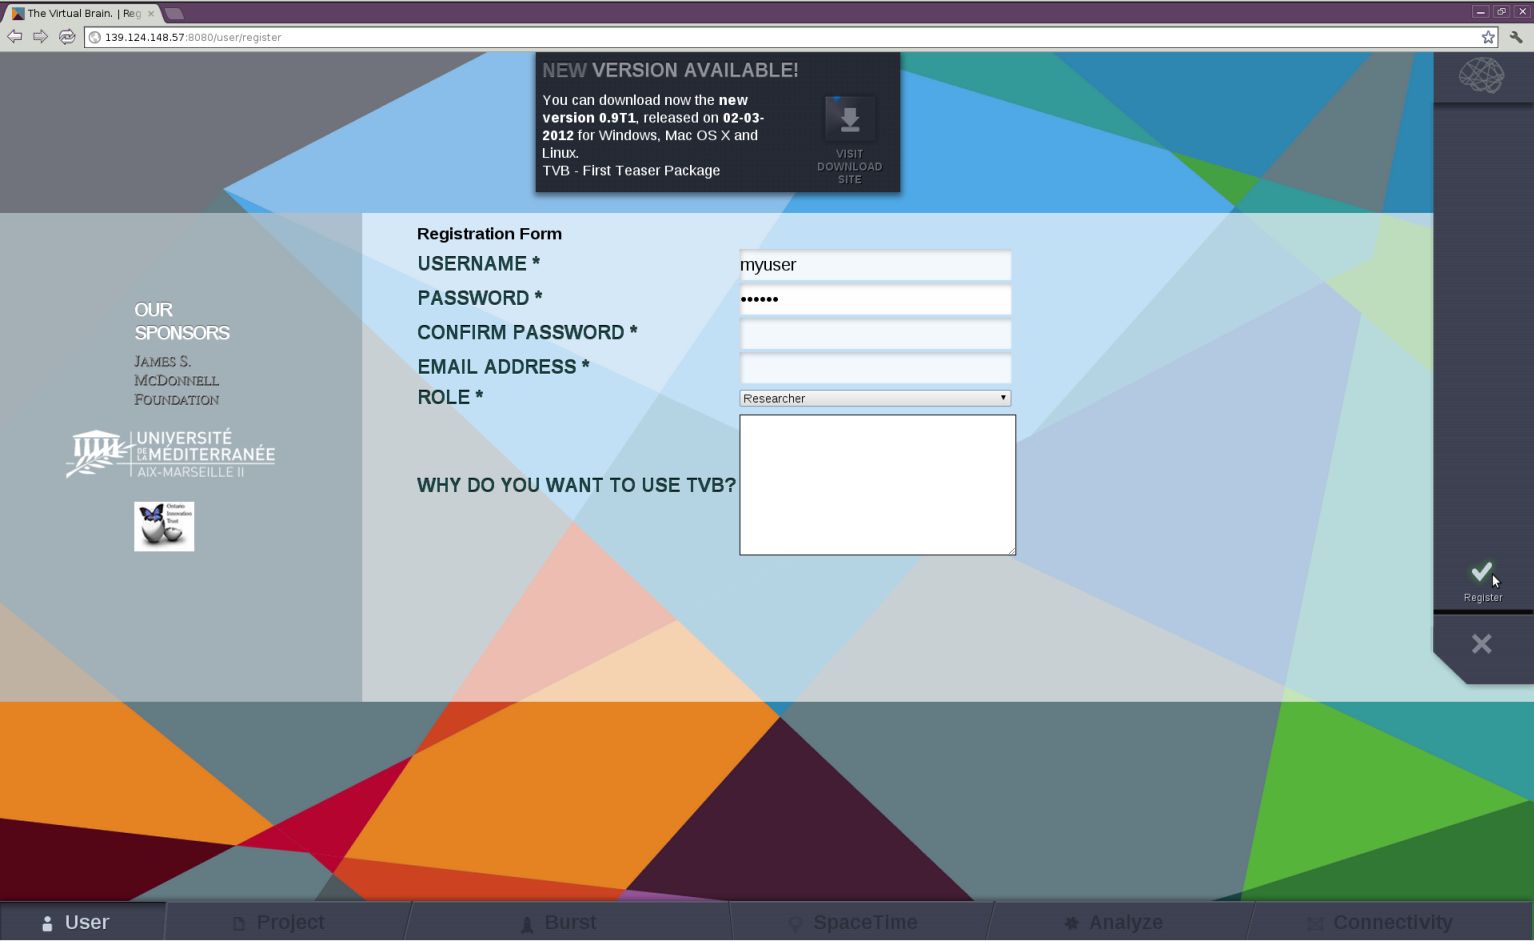 The Virtual Brain. | Reg
139.124.148.57:8080/user/register
NEW VERSION AVAILABLE!
You can download now the new
version 0.9T1, released on 02-03-
2012 for Windows, Mac OS X and
Linux.
TVB - First Teaser Package
VISIT
DOWNLOAD
SITE
OUR
SPONSORS
JAMES S.
MCDONNELL
FOUNDATION
UNIVERSITÉ
DE LA MÉDITERRANÉE
AIX-MARSEILLE II
Ontario
Innovation
Trust
Registration Form
USERNAME *
myuser
PASSWORD *
••••••
CONFIRM PASSWORD *
EMAIL ADDRESS *
ROLE *
Researcher
WHY DO YOU WANT TO USE TVB?
Register
User
Project
Burst
SpaceTime
Analyze
Connectivity